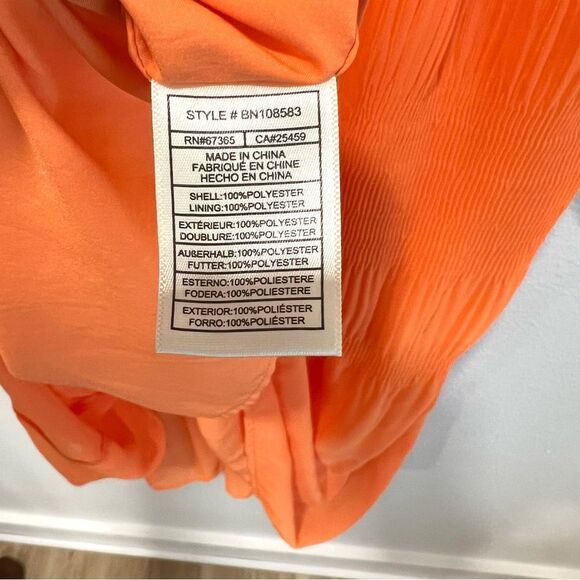 STYLE # BN108583
RN#67365 CA#25459
MADE IN CHINA
FABRIQUÉ EN CHINE
HECHO EN CHINA
SHELL:100%POLYESTER
LINING:100%POLYESTER
EXTÉRIEUR:100%POLYESTER
DOUBLURE:100%POLYESTER
AUßERHALB:100%POLYESTER
FUTTER:100%POLYESTER
ESTERNO:100%POLIESTERE
FODERA:100%POLIESTERE
EXTERIOR:100%POLIÉSTER
FORRO:100%POLIÉSTER